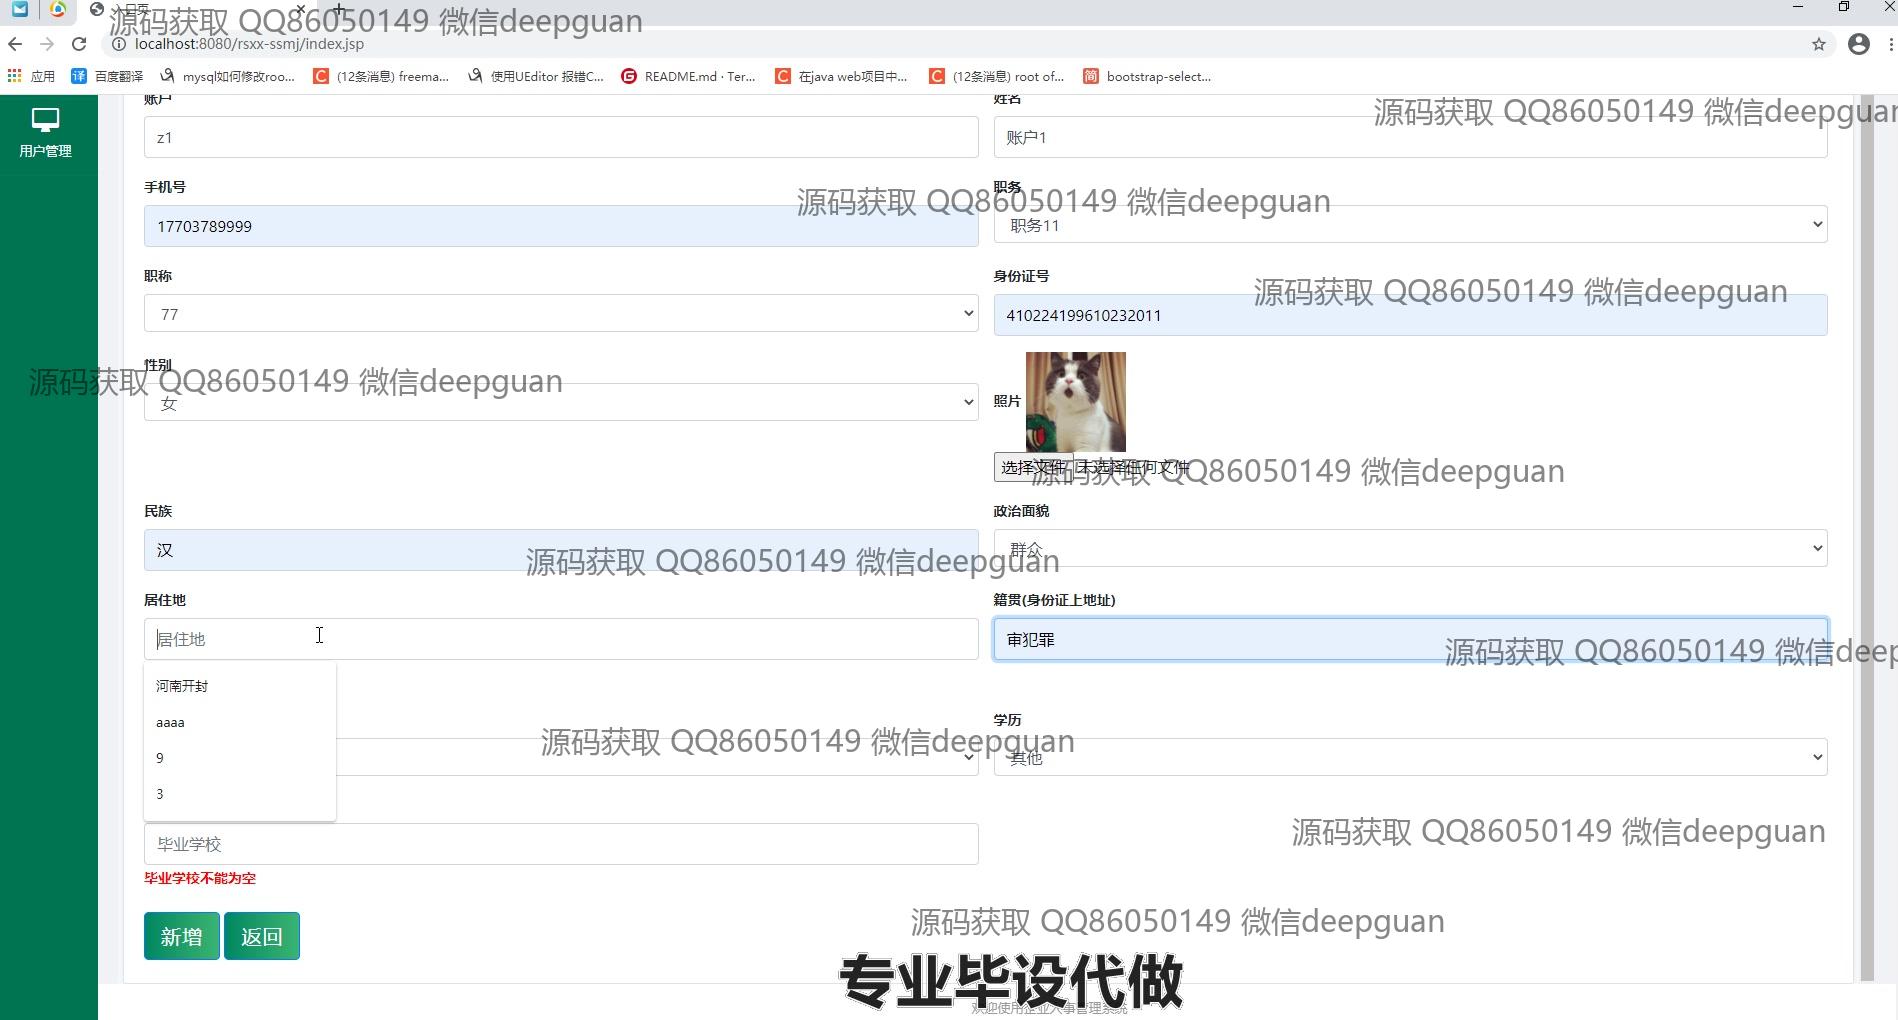 入口页
源码获取 QQ86050149 微信deepguan
localhost:8080/rsxx-ssmj/index.jsp
应用
译 百度翻译
mysql如何修改roo...
C (12条消息) freema...
使用UEditor 报错C...
G README.md · Ter...
C 在java web项目中...
C (12条消息) root of...
简 bootstrap-select...
用户管理
账户
姓名
源码获取 QQ86050149 微信deepguan
z1
账户1
手机号
职务
源码获取 QQ86050149 微信deepguan
17703789999
职务11
职称
身份证号
源码获取 QQ86050149 微信deepguan
77
410224199610232011
性别
源码获取 QQ86050149 微信deepguan
女
照片
选择文件 未选择任何文件
源码获取 QQ86050149 微信deepguan
民族
政治面貌
汉
群众
源码获取 QQ86050149 微信deepguan
居住地
籍贯(身份证上地址)
居住地
审犯罪
源码获取 QQ86050149 微信deep
河南开封
aaaa
9
3
学历
源码获取 QQ86050149 微信deepguan
其他
毕业学校
源码获取 QQ86050149 微信deepguan
毕业学校不能为空
新增 返回
源码获取 QQ86050149 微信deepguan
专业毕设代做
欢迎使用企业人事管理系统